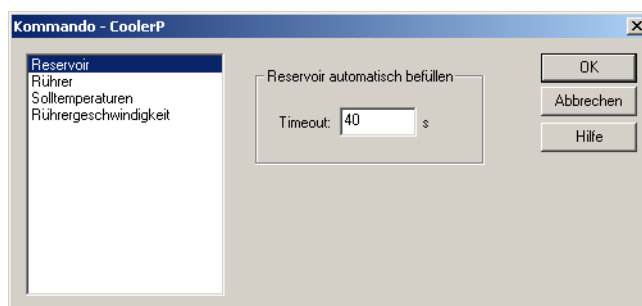 Kommando - CoolerP
Reservoir
Rührer
Solltemperaturen
Rührergeschwindigkeit
Reservoir automatisch befüllen
Timeout: 40 s
OK
Abbrechen
Hilfe